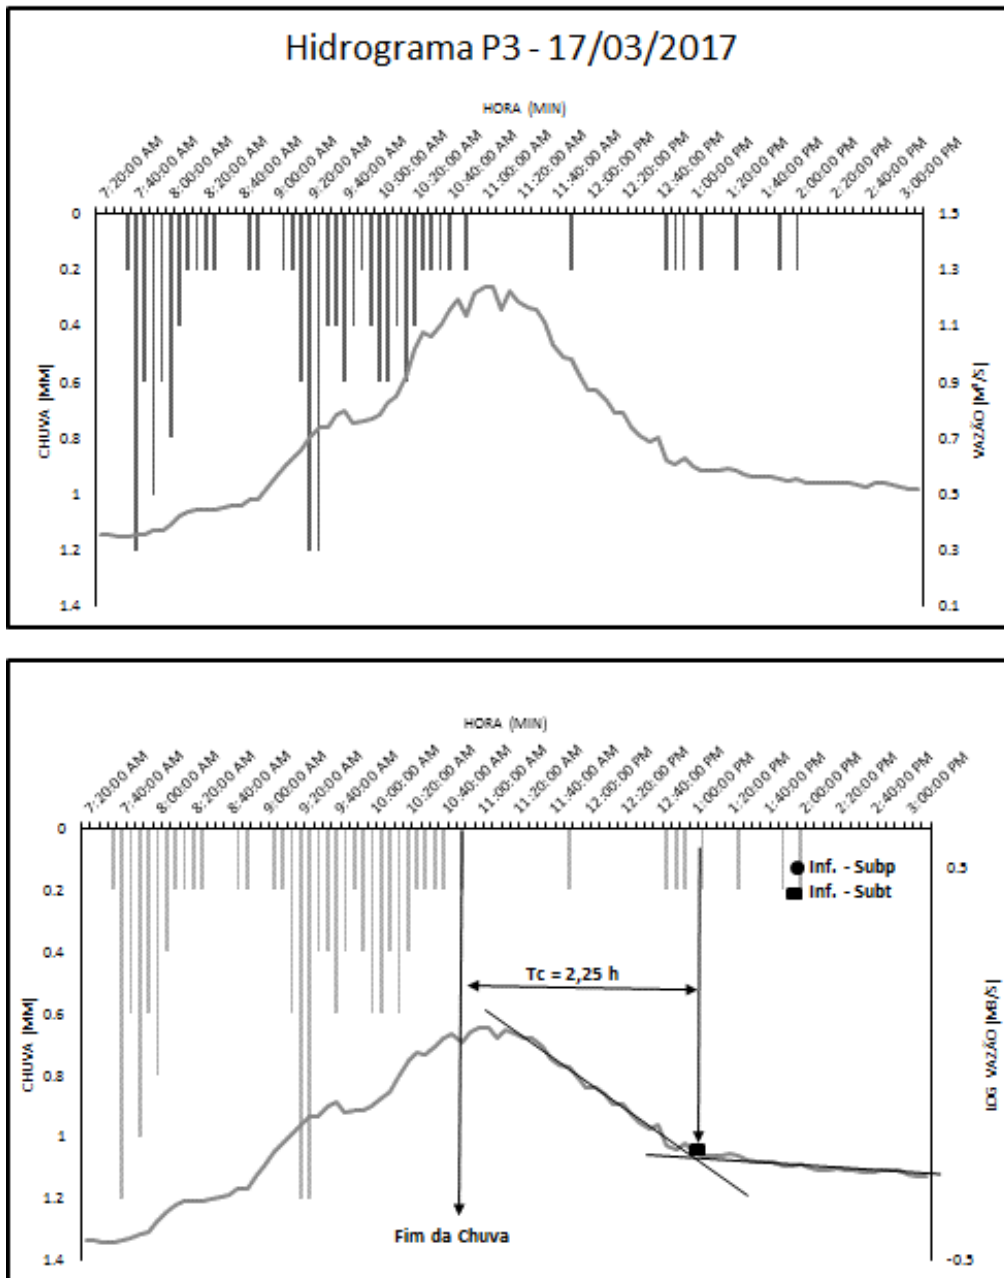 Hidrograma P3 - 17/03/2017
HORA (MIN)
7:20:00 AM
7:40:00 AM
8:00:00 AM
8:20:00 AM
8:40:00 AM
9:00:00 AM
9:20:00 AM
9:40:00 AM
10:00:00 AM
10:20:00 AM
10:40:00 AM
11:00:00 AM
11:20:00 AM
11:40:00 AM
12:00:00 PM
12:20:00 PM
12:40:00 PM
1:00:00 PM
1:20:00 PM
1:40:00 PM
2:00:00 PM
2:20:00 PM
2:40:00 PM
3:00:00 PM
0
0.2
0.4
0.6
0.8
1
1.2
1.4
CHUVA |MM|
1.5
1.3
1.1
0.9
0.7
0.5
0.3
0.1
VAZÃO |M³/S|
HORA (MIN)
7:20:00 AM
7:40:00 AM
8:00:00 AM
8:20:00 AM
8:40:00 AM
9:00:00 AM
9:20:00 AM
9:40:00 AM
10:00:00 AM
10:20:00 AM
10:40:00 AM
11:00:00 AM
11:20:00 AM
11:40:00 AM
12:00:00 PM
12:20:00 PM
12:40:00 PM
1:00:00 PM
1:20:00 PM
1:40:00 PM
2:00:00 PM
2:20:00 PM
2:40:00 PM
3:00:00 PM
0
0.2
0.4
0.6
0.8
1
1.2
1.4
CHUVA |MM|
Inf. - Subp
Inf. - Subt
Tc = 2,25 h
Fim da Chuva
0.5
-0.5
LOG VAZÃO |M3/S|